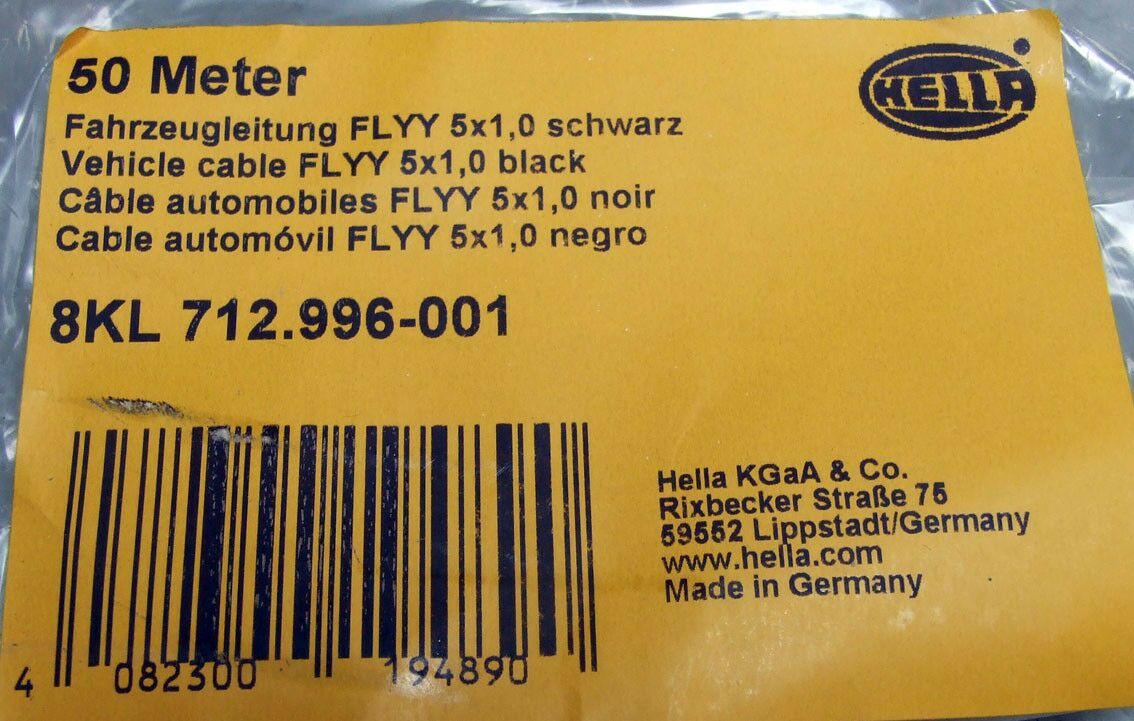 50 Meter
HELLA
Fahrzeugleitung FLYY 5x1,0 schwarz
Vehicle cable FLYY 5x1,0 black
Câble automobiles FLYY 5x1,0 noir
Cable automóvil FLYY 5x1,0 negro
8KL 712.996-001
Hella KGaA & Co.
Rixbecker Straße 75
59552 Lippstadt/Germany
www.hella.com
Made in Germany
4 082300 194890